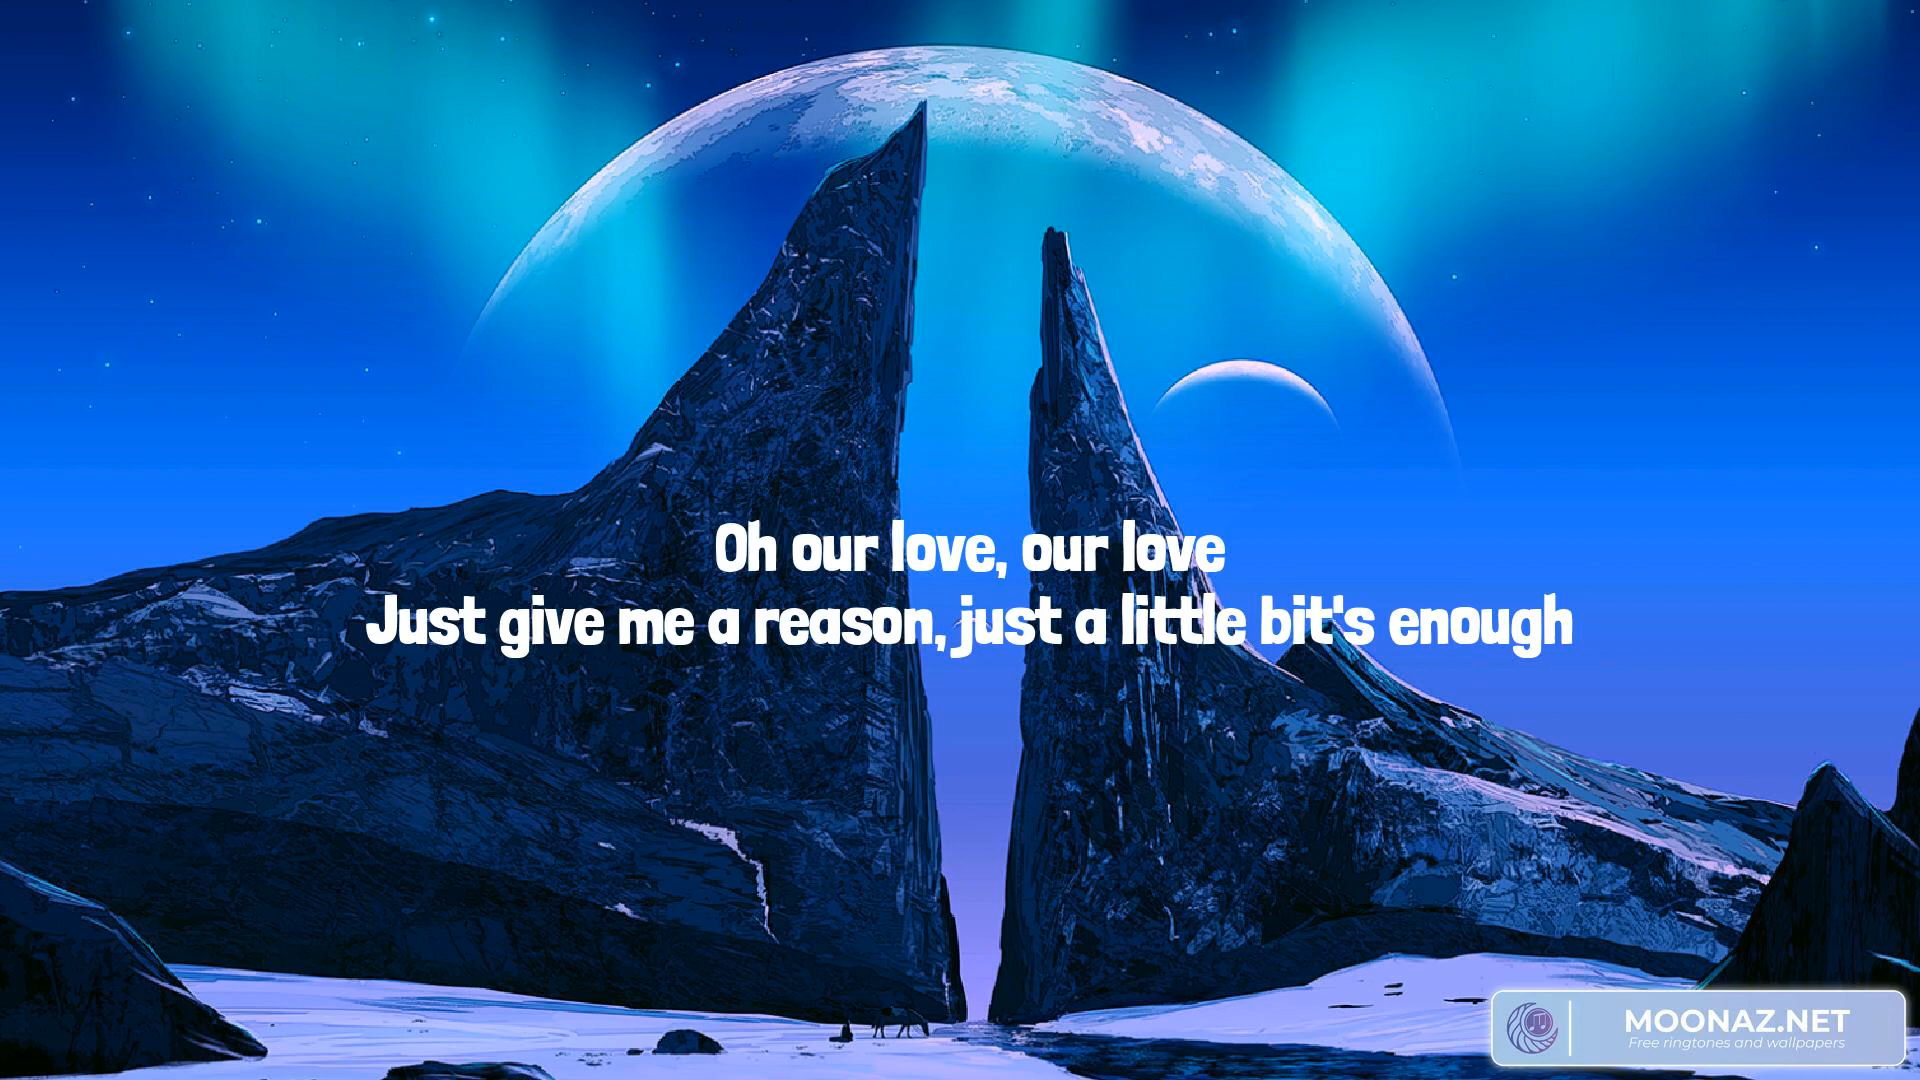 Oh our love, our love
Just give me a reason, just a little bit's enough
MOONAZ.NET
Free ringtones and wallpapers